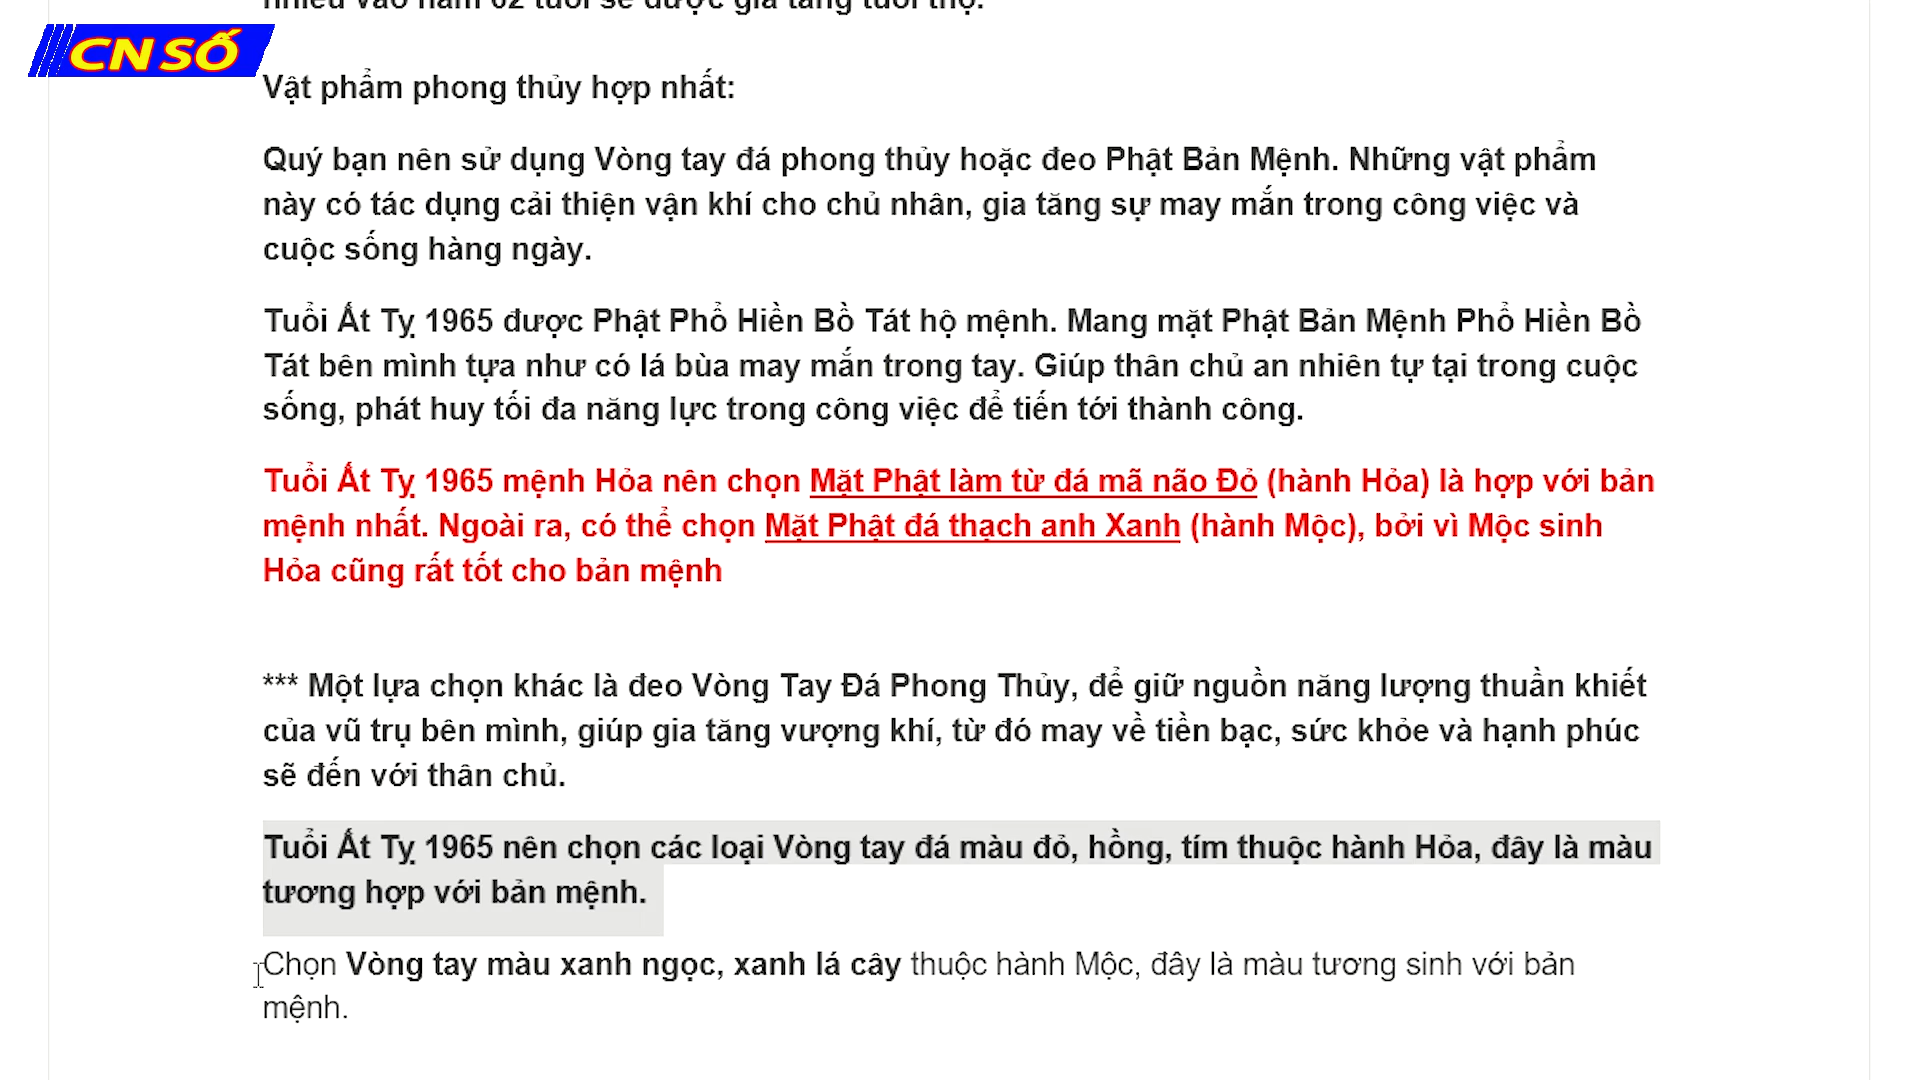 CN SỐ
nhiều vào năm 62 tuổi sẽ được gia tăng tuổi thọ.
Vật phẩm phong thủy hợp nhất:
Quý bạn nên sử dụng Vòng tay đá phong thủy hoặc đeo Phật Bản Mệnh. Những vật phẩm
này có tác dụng cải thiện vận khí cho chủ nhân, gia tăng sự may mắn trong công việc và
cuộc sống hàng ngày.
Tuổi Ất Tỵ 1965 được Phật Phổ Hiền Bồ Tát hộ mệnh. Mang mặt Phật Bản Mệnh Phổ Hiền Bồ
Tát bên mình tựa như có lá bùa may mắn trong tay. Giúp thân chủ an nhiên tự tại trong cuộc
sống, phát huy tối đa năng lực trong công việc để tiến tới thành công.
Tuổi Ất Tỵ 1965 mệnh Hỏa nên chọn Mặt Phật làm từ đá mã não Đỏ (hành Hỏa) là hợp với bản
mệnh nhất. Ngoài ra, có thể chọn Mặt Phật đá thạch anh Xanh (hành Mộc), bởi vì Mộc sinh
Hỏa cũng rất tốt cho bản mệnh
*** Một lựa chọn khác là đeo Vòng Tay Đá Phong Thủy, để giữ nguồn năng lượng thuần khiết
của vũ trụ bên mình, giúp gia tăng vượng khí, từ đó may về tiền bạc, sức khỏe và hạnh phúc
sẽ đến với thân chủ.
Tuổi Ất Tỵ 1965 nên chọn các loại Vòng tay đá màu đỏ, hồng, tím thuộc hành Hỏa, đây là màu
tương hợp với bản mệnh.
Chọn Vòng tay màu xanh ngọc, xanh lá cây thuộc hành Mộc, đây là màu tương sinh với bản
mệnh.